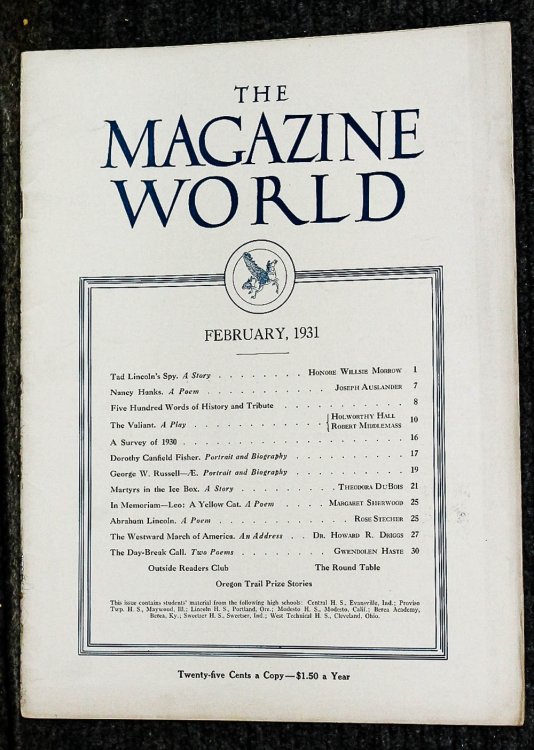 THE
MAGAZINE
WORLD
FEBRUARY, 1931
Tad Lincoln's Spy. A Story . . . . . . . . HONORE WILLSIE MORROW 1
Nancy Hanks. A Poem . . . . . . . . . . . JOSEPH AUSLANDER 7
Five Hundred Words of History and Tribute . . . . . . . . . . 8
The Valiant. A Play . . . . . . . . . . . { HOLWORTHY HALL
ROBERT MIDDLEMASS 10
A Survey of 1930 . . . . . . . . . . . . . . . . . . 16
Dorothy Canfield Fisher. Portrait and Biography . . . . . . . . . 17
George W. Russell—Æ. Portrait and Biography . . . . . . . . . 19
Martyrs in the Ice Box. A Story . . . . . . . . THEODORA DUBOIS 21
In Memoriam—Leo: A Yellow Cat. A Poem . . . . MARGARET SHERWOOD 25
Abraham Lincoln. A Poem . . . . . . . . . . . ROSE STECHER 25
The Westward March of America. An Address . . DR. HOWARD R. DRIGGS 27
The Day-Break Call. Two Poems . . . . . . . . GWENDOLEN HASTE 30
Outside Readers Club The Round Table
Oregon Trail Prize Stories
This issue contains students' material from the following high schools: Central H. S., Evansville, Ind.; Proviso
Twp. H. S., Maywood, Ill.; Lincoln H. S., Portland, Ore.; Modesto H. S., Modesto, Calif.; Berea Academy,
Berea, Ky.; Swetser H. S., Swetser, Ind.; West Technical H. S., Cleveland, Ohio.
Twenty-five Cents a Copy—$1.50 a Year